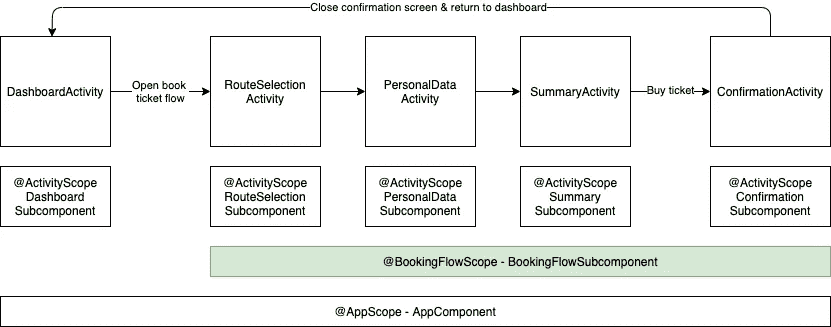 Close confirmation screen & return to dashboard
DashboardActivity
Open book
ticket flow
RouteSelection
Activity
PersonalData
Activity
SummaryActivity
Buy ticket
ConfirmationActivity
@ActivityScope
Dashboard
Subcomponent
@ActivityScope
RouteSelection
Subcomponent
@ActivityScope
PersonalData
Subcomponent
@ActivityScope
Summary
Subcomponent
@ActivityScope
Confirmation
Subcomponent
@BookingFlowScope - BookingFlowSubcomponent
@AppScope - AppComponent